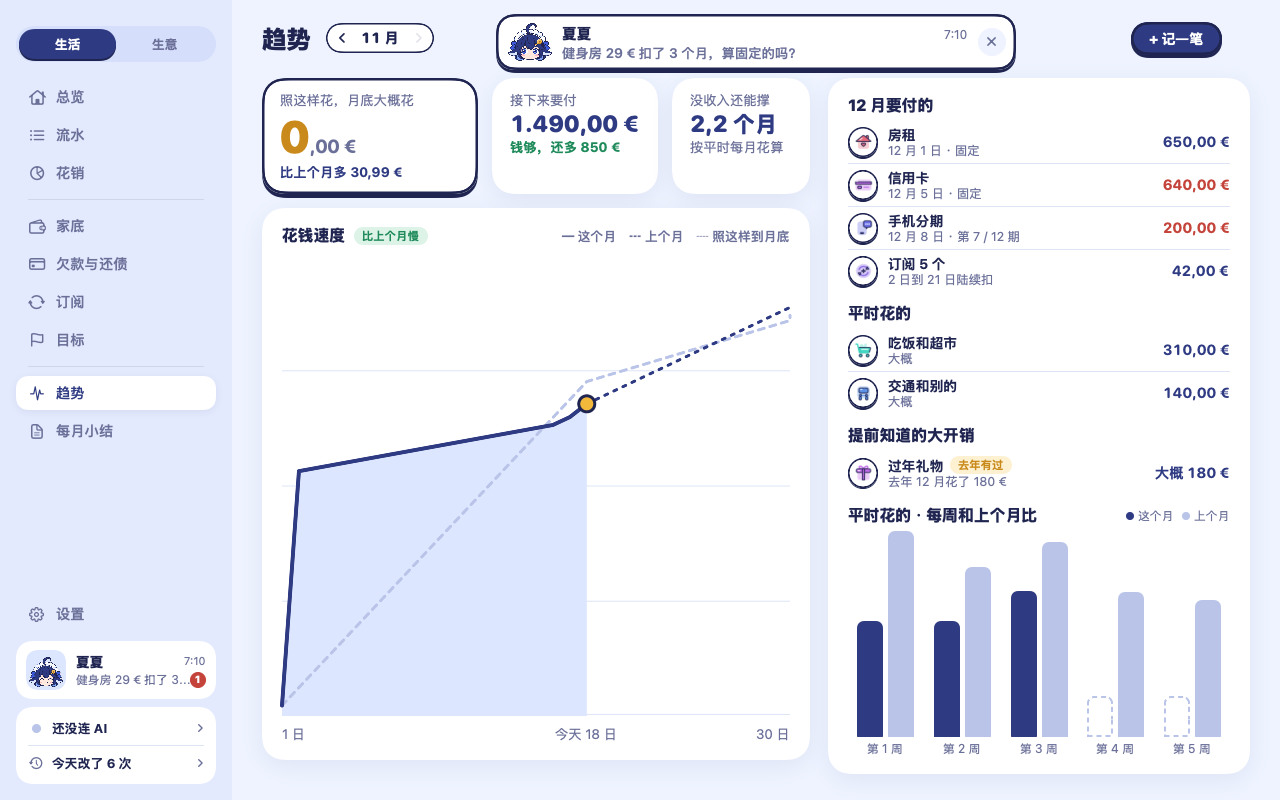 生活
生意
总览
流水
花销
家底
欠款与还债
订阅
目标
趋势
每月小结
设置
夏夏
7:10
健身房 29 € 扣了 3...
1
还没连 AI
今天改了 6 次
趋势
11 月
夏夏
7:10
健身房 29 € 扣了 3 个月，算固定的吗?
+ 记一笔
照这样花，月底大概花
0,00 €
比上个月多 30,99 €
接下来要付
1.490,00 €
钱够，还多 850 €
没收入还能撑
2,2 个月
按平时每月花算
花钱速度
比上个月慢
这个月
上个月
照这样到月底
1 日
今天 18 日
30 日
12 月要付的
房租
12 月 1 日 · 固定
650,00 €
信用卡
12 月 5 日 · 固定
640,00 €
手机分期
12 月 8 日 · 第 7 / 12 期
200,00 €
订阅 5 个
2 日到 21 日陆续扣
42,00 €
平时花的
吃饭和超市
大概
310,00 €
交通和别的
大概
140,00 €
提前知道的大开销
过年礼物
去年有过
去年 12 月花了 180 €
大概 180 €
平时花的 · 每周和上个月比
这个月
上个月
第 1 周
第 2 周
第 3 周
第 4 周
第 5 周